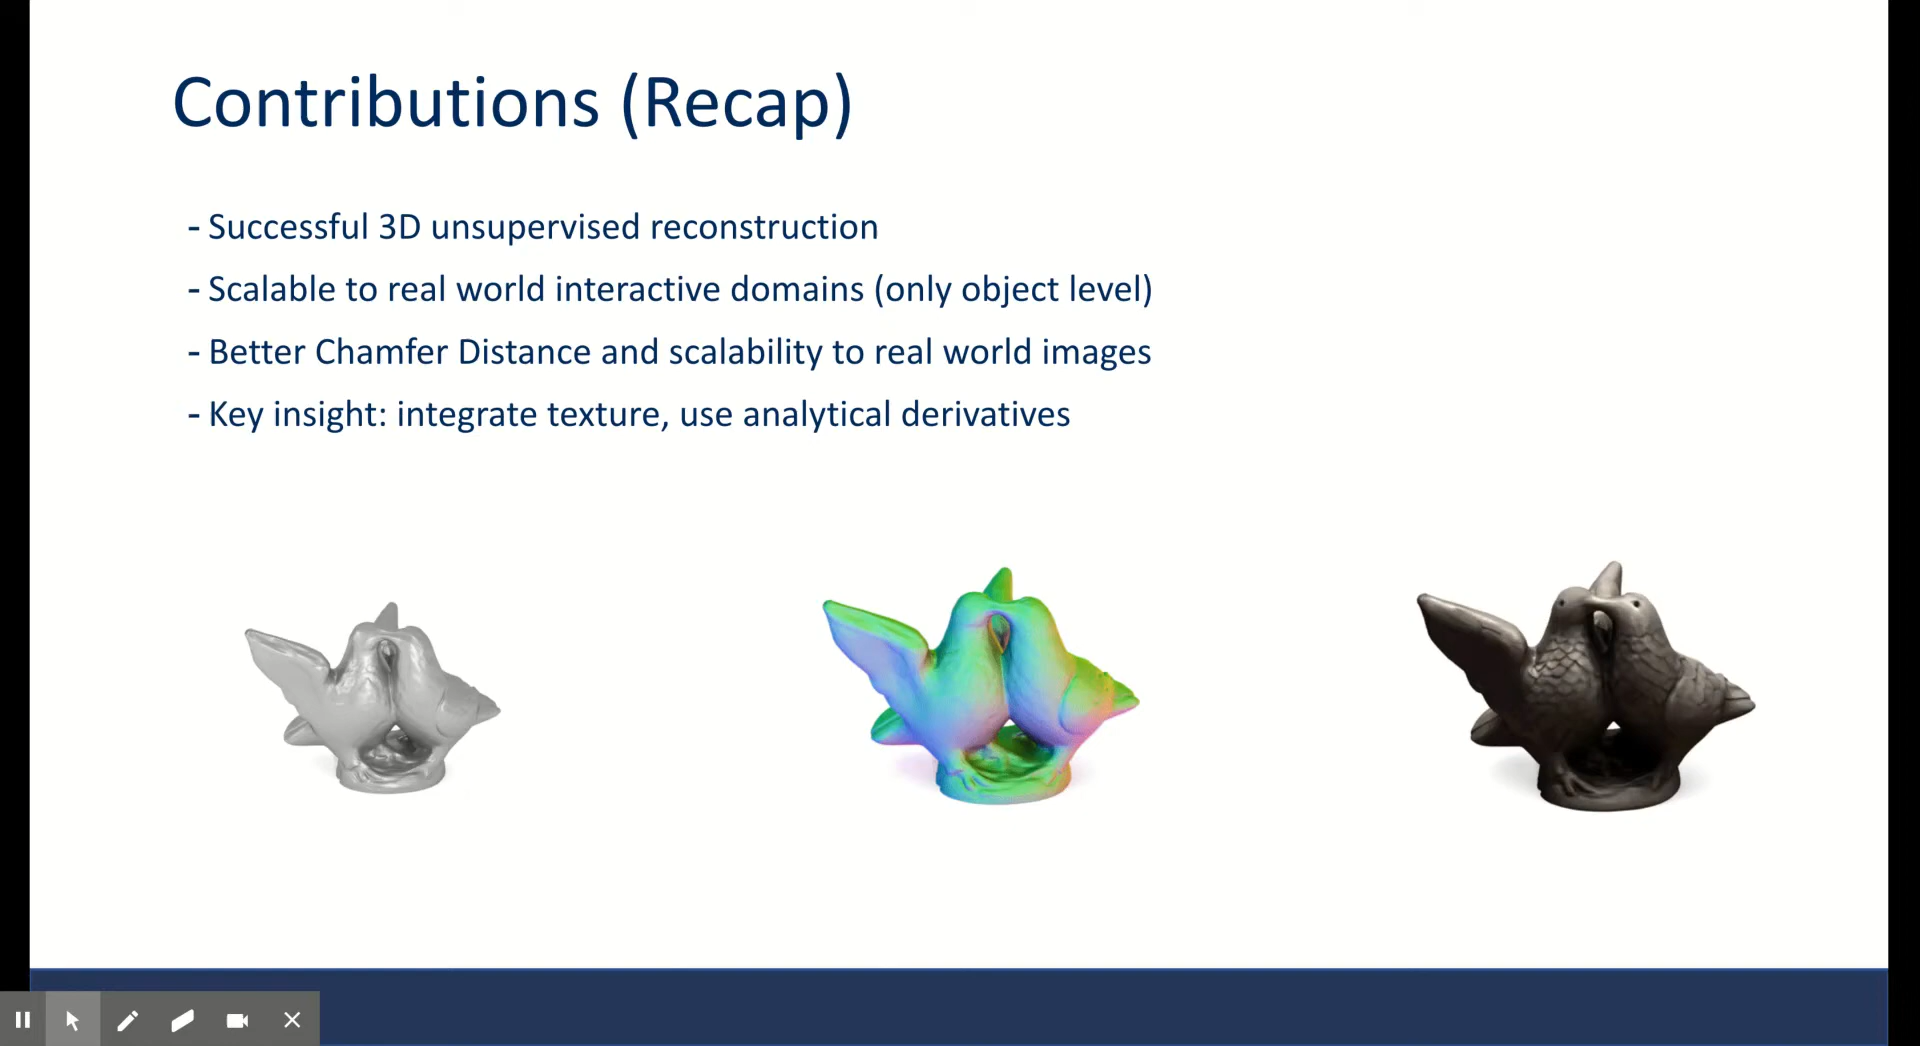 Contributions (Recap)
- Successful 3D unsupervised reconstruction
- Scalable to real world interactive domains (only object level)
- Better Chamfer Distance and scalability to real world images
- Key insight: integrate texture, use analytical derivatives